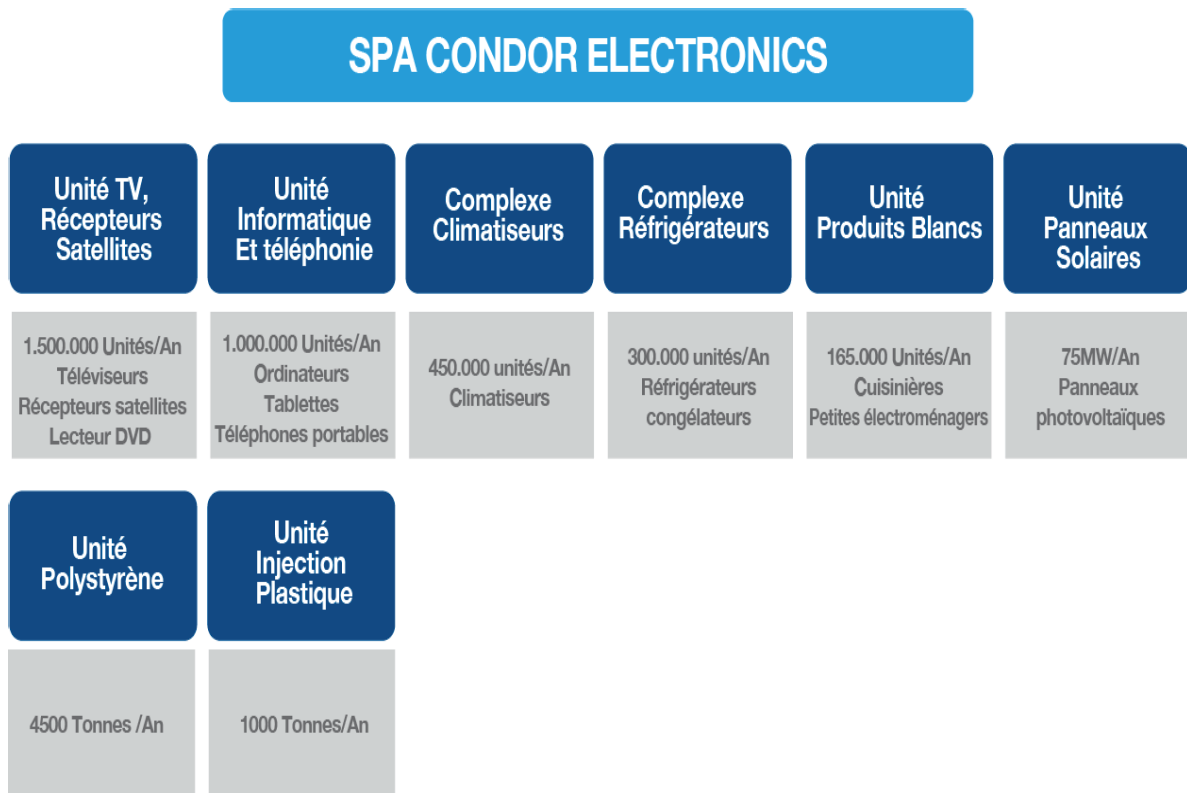 SPA CONDOR ELECTRONICS
Unité TV,
Récepteurs
Satellites
1.500.000 Unités/An
Téléviseurs
Récepteurs satellites
Lecteur DVD
Unité
Informatique
Et téléphonie
1.000.000 Unités/An
Ordinateurs
Tablettes
Téléphones portables
Complexe
Climatiseurs
450.000 unités/An
Climatiseurs
Complexe
Réfrigérateurs
300.000 unités/An
Réfrigérateurs
congélateurs
Unité
Produits Blancs
165.000 Unités/An
Cuisinières
Petites électroménagers
Unité
Panneaux
Solaires
75MW/An
Panneaux
photovoltaïques
Unité
Polystyrène
4500 Tonnes /An
Unité
Injection
Plastique
1000 Tonnes/An